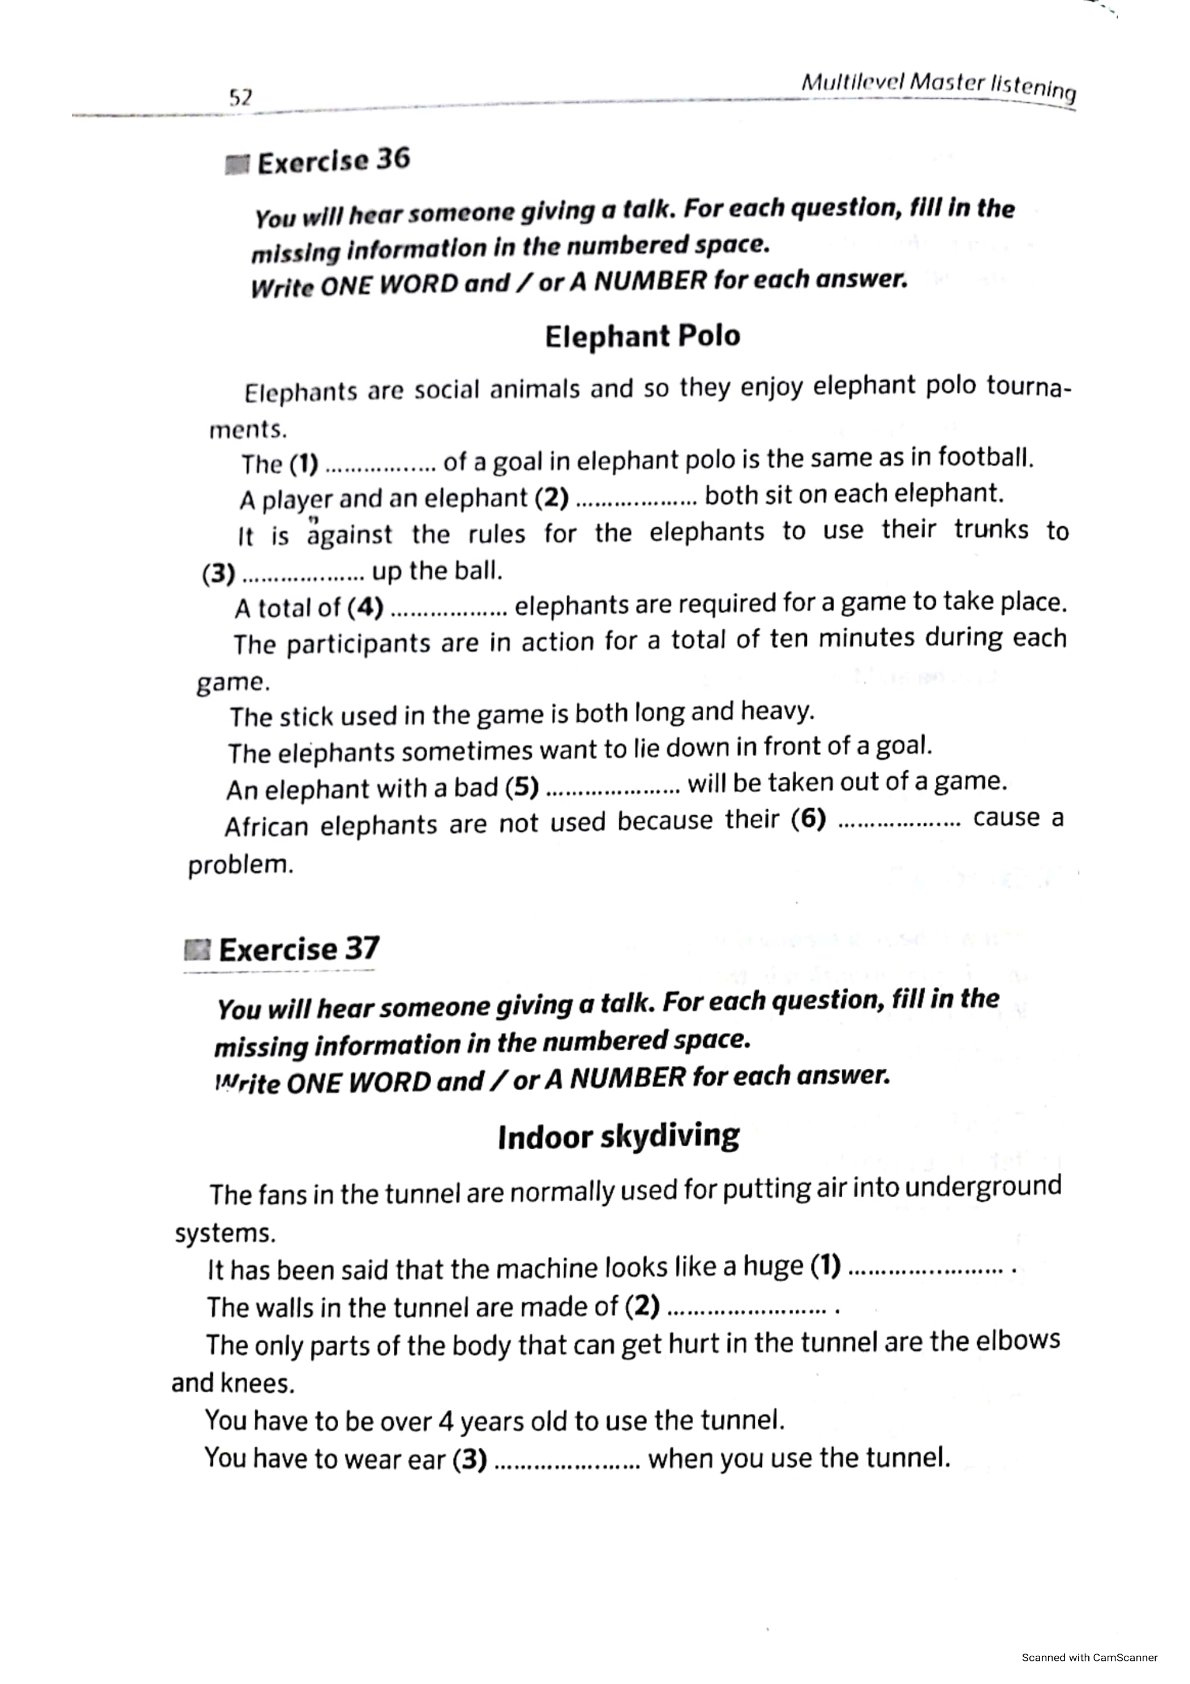 52
Multilevel Master listening
Exercise 36
You will hear someone giving a talk. For each question, fill in the
missing information in the numbered space.
Write ONE WORD and / or A NUMBER for each answer.
Elephant Polo
Elephants are social animals and so they enjoy elephant polo tourna-
ments.
The (1) ................. of a goal in elephant polo is the same as in football.
A player and an elephant (2) ................... both sit on each elephant.
It is against the rules for the elephants to use their trunks to
(3) ................... up the ball.
A total of (4) .................. elephants are required for a game to take place.
The participants are in action for a total of ten minutes during each
game.
The stick used in the game is both long and heavy.
The elephants sometimes want to lie down in front of a goal.
An elephant with a bad (5) ..................... will be taken out of a game.
African elephants are not used because their (6) ................... cause a
problem.
Exercise 37
You will hear someone giving a talk. For each question, fill in the
missing information in the numbered space.
Write ONE WORD and / or A NUMBER for each answer.
Indoor skydiving
The fans in the tunnel are normally used for putting air into underground
systems.
It has been said that the machine looks like a huge (1) ........................ .
The walls in the tunnel are made of (2) ........................ .
The only parts of the body that can get hurt in the tunnel are the elbows
and knees.
You have to be over 4 years old to use the tunnel.
You have to wear ear (3) ...................... when you use the tunnel.
Scanned with CamScanner